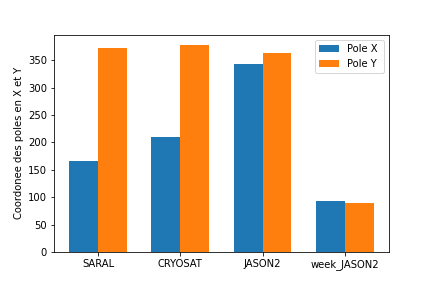 Pole X
Pole Y
Coordonee des poles en X et Y
350
300
250
200
150
100
50
0
SARAL CRYOSAT JASON2 week_JASON2